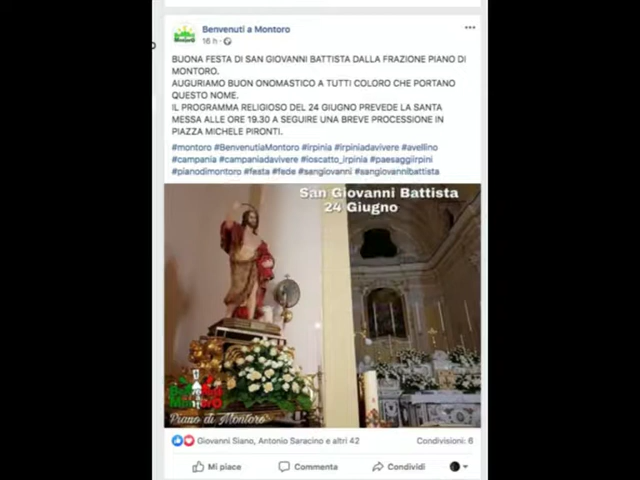 Benvenuti a Montoro
16 h ·
BUONA FESTA DI SAN GIOVANNI BATTISTA DALLA FRAZIONE PIANO DI
MONTORO.
AUGURIAMO BUON ONOMASTICO A TUTTI COLORO CHE PORTANO
QUESTO NOME.
IL PROGRAMMA RELIGIOSO DEL 24 GIUGNO PREVEDE LA SANTA
MESSA ALLE ORE 19.30 A SEGUIRE UNA BREVE PROCESSIONE IN
PIAZZA MICHELE PIRONTI.
#montoro #BenvenutiaMontoro #irpinia #irpiniadavivere #avellino
#campania #campaniadavivere #ioscatto_irpinia #paesaggiirpini
#pianodimontoro #festa #fede #sangiovanni #sangiovannibattista
San Giovanni Battista
24 Giugno
Montoro
Piano di Montoro
Giovanni Siano, Antonio Saracino e altri 42
Condivisioni: 6
Mi piace
Commenta
Condividi